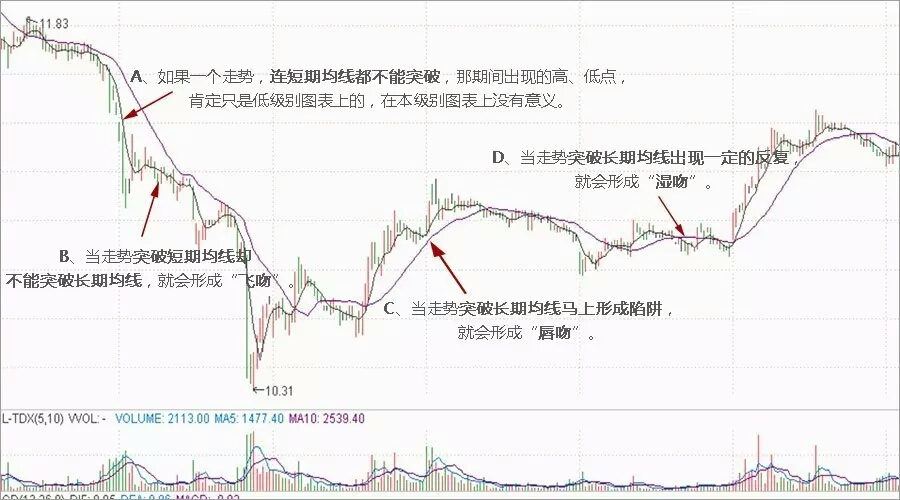 11.83
A、如果一个走势，连短期均线都不能突破，那期间出现的高、低点，
肯定只是低级别图表上的，在本级别图表上没有意义。
D、当走势突破长期均线出现一定的反复，
就会形成“湿吻”。
B、当走势突破短期均线却
不能突破长期均线，就会形成“飞吻”。
C、当走势突破长期均线马上形成陷阱，
就会形成“唇吻”。
10.31
L-TDX(5,10) VVOL: - VOLUME: 2113.00 MA5: 1477.40 MA10: 2539.40